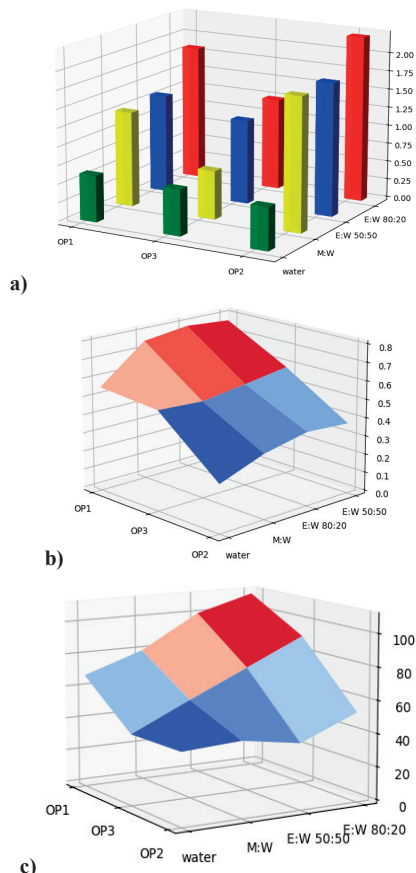 2.00
1.75
1.50
1.25
1.00
0.75
0.50
0.25
0.00
OP1
OP3
OP2
water
M:W
E:W 50:50
E:W 80:20
a)
0.8
0.7
0.6
0.5
0.4
0.3
0.2
0.1
0.0
OP1
OP3
OP2
water
M:W
E:W 80:20
E:W 50:50
b)
100
80
60
40
20
0
OP1
OP3
OP2
water
M:W
E:W 50:50
E:W 80:20
c)